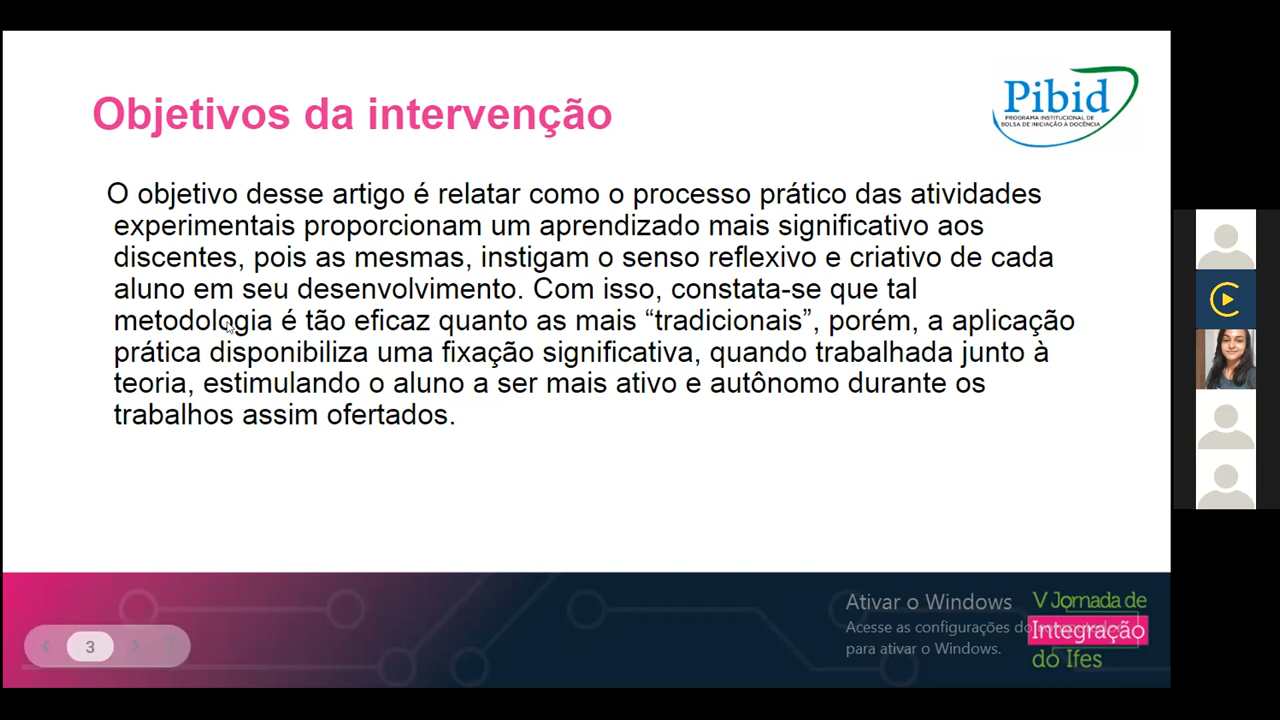 Objetivos da intervenção
Pibid
PROGRAMA INSTITUCIONAL DE
BOLSA DE INICIAÇÃO À DOCÊNCIA
O objetivo desse artigo é relatar como o processo prático das atividades
experimentais proporcionam um aprendizado mais significativo aos
discentes, pois as mesmas, instigam o senso reflexivo e criativo de cada
aluno em seu desenvolvimento. Com isso, constata-se que tal
metodologia é tão eficaz quanto as mais “tradicionais”, porém, a aplicação
prática disponibiliza uma fixação significativa, quando trabalhada junto à
teoria, estimulando o aluno a ser mais ativo e autônomo durante os
trabalhos assim ofertados.
Ativar o Windows
Acesse as configurações do
para ativar o Windows.
V Jornada de
Integração
do Ifes
3